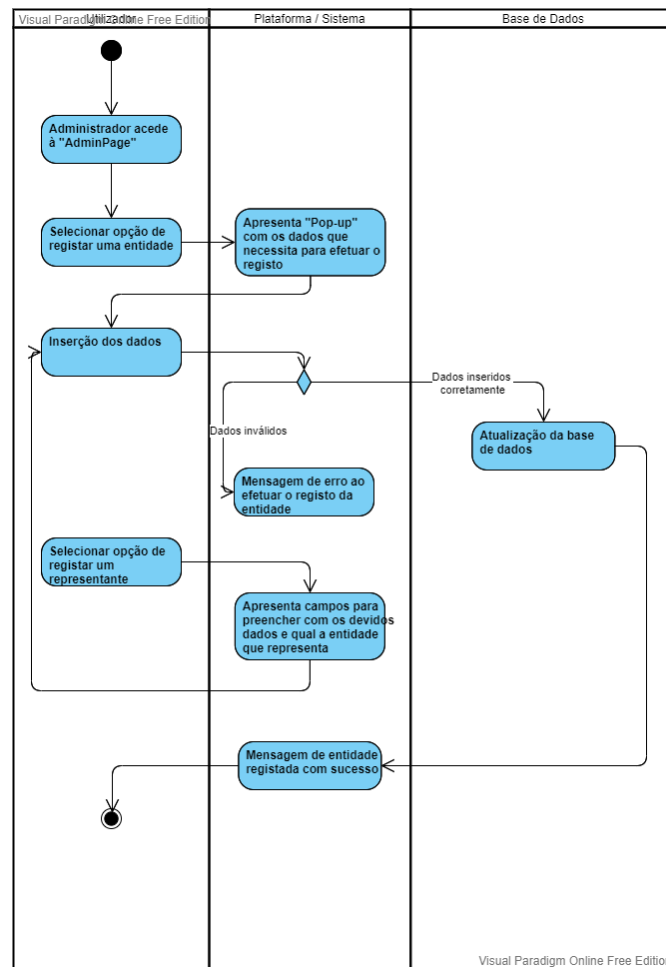 Visual Paradigm Online Free Edition
Utilizador
Plataforma / Sistema
Base de Dados
Administrador acede
à "AdminPage"
Selecionar opção de
registar uma entidade
Apresenta "Pop-up"
com os dados que
necessita para efetuar o
registo
Inserção dos dados
Dados inseridos
corretamente
Dados inválidos
Atualização da base
de dados
Mensagem de erro ao
efetuar o registo da
entidade
Selecionar opção de
registar um
representante
Apresenta campos para
preencher com os devidos
dados e qual a entidade
que representa
Mensagem de entidade
registada com sucesso
Visual Paradigm Online Free Edition